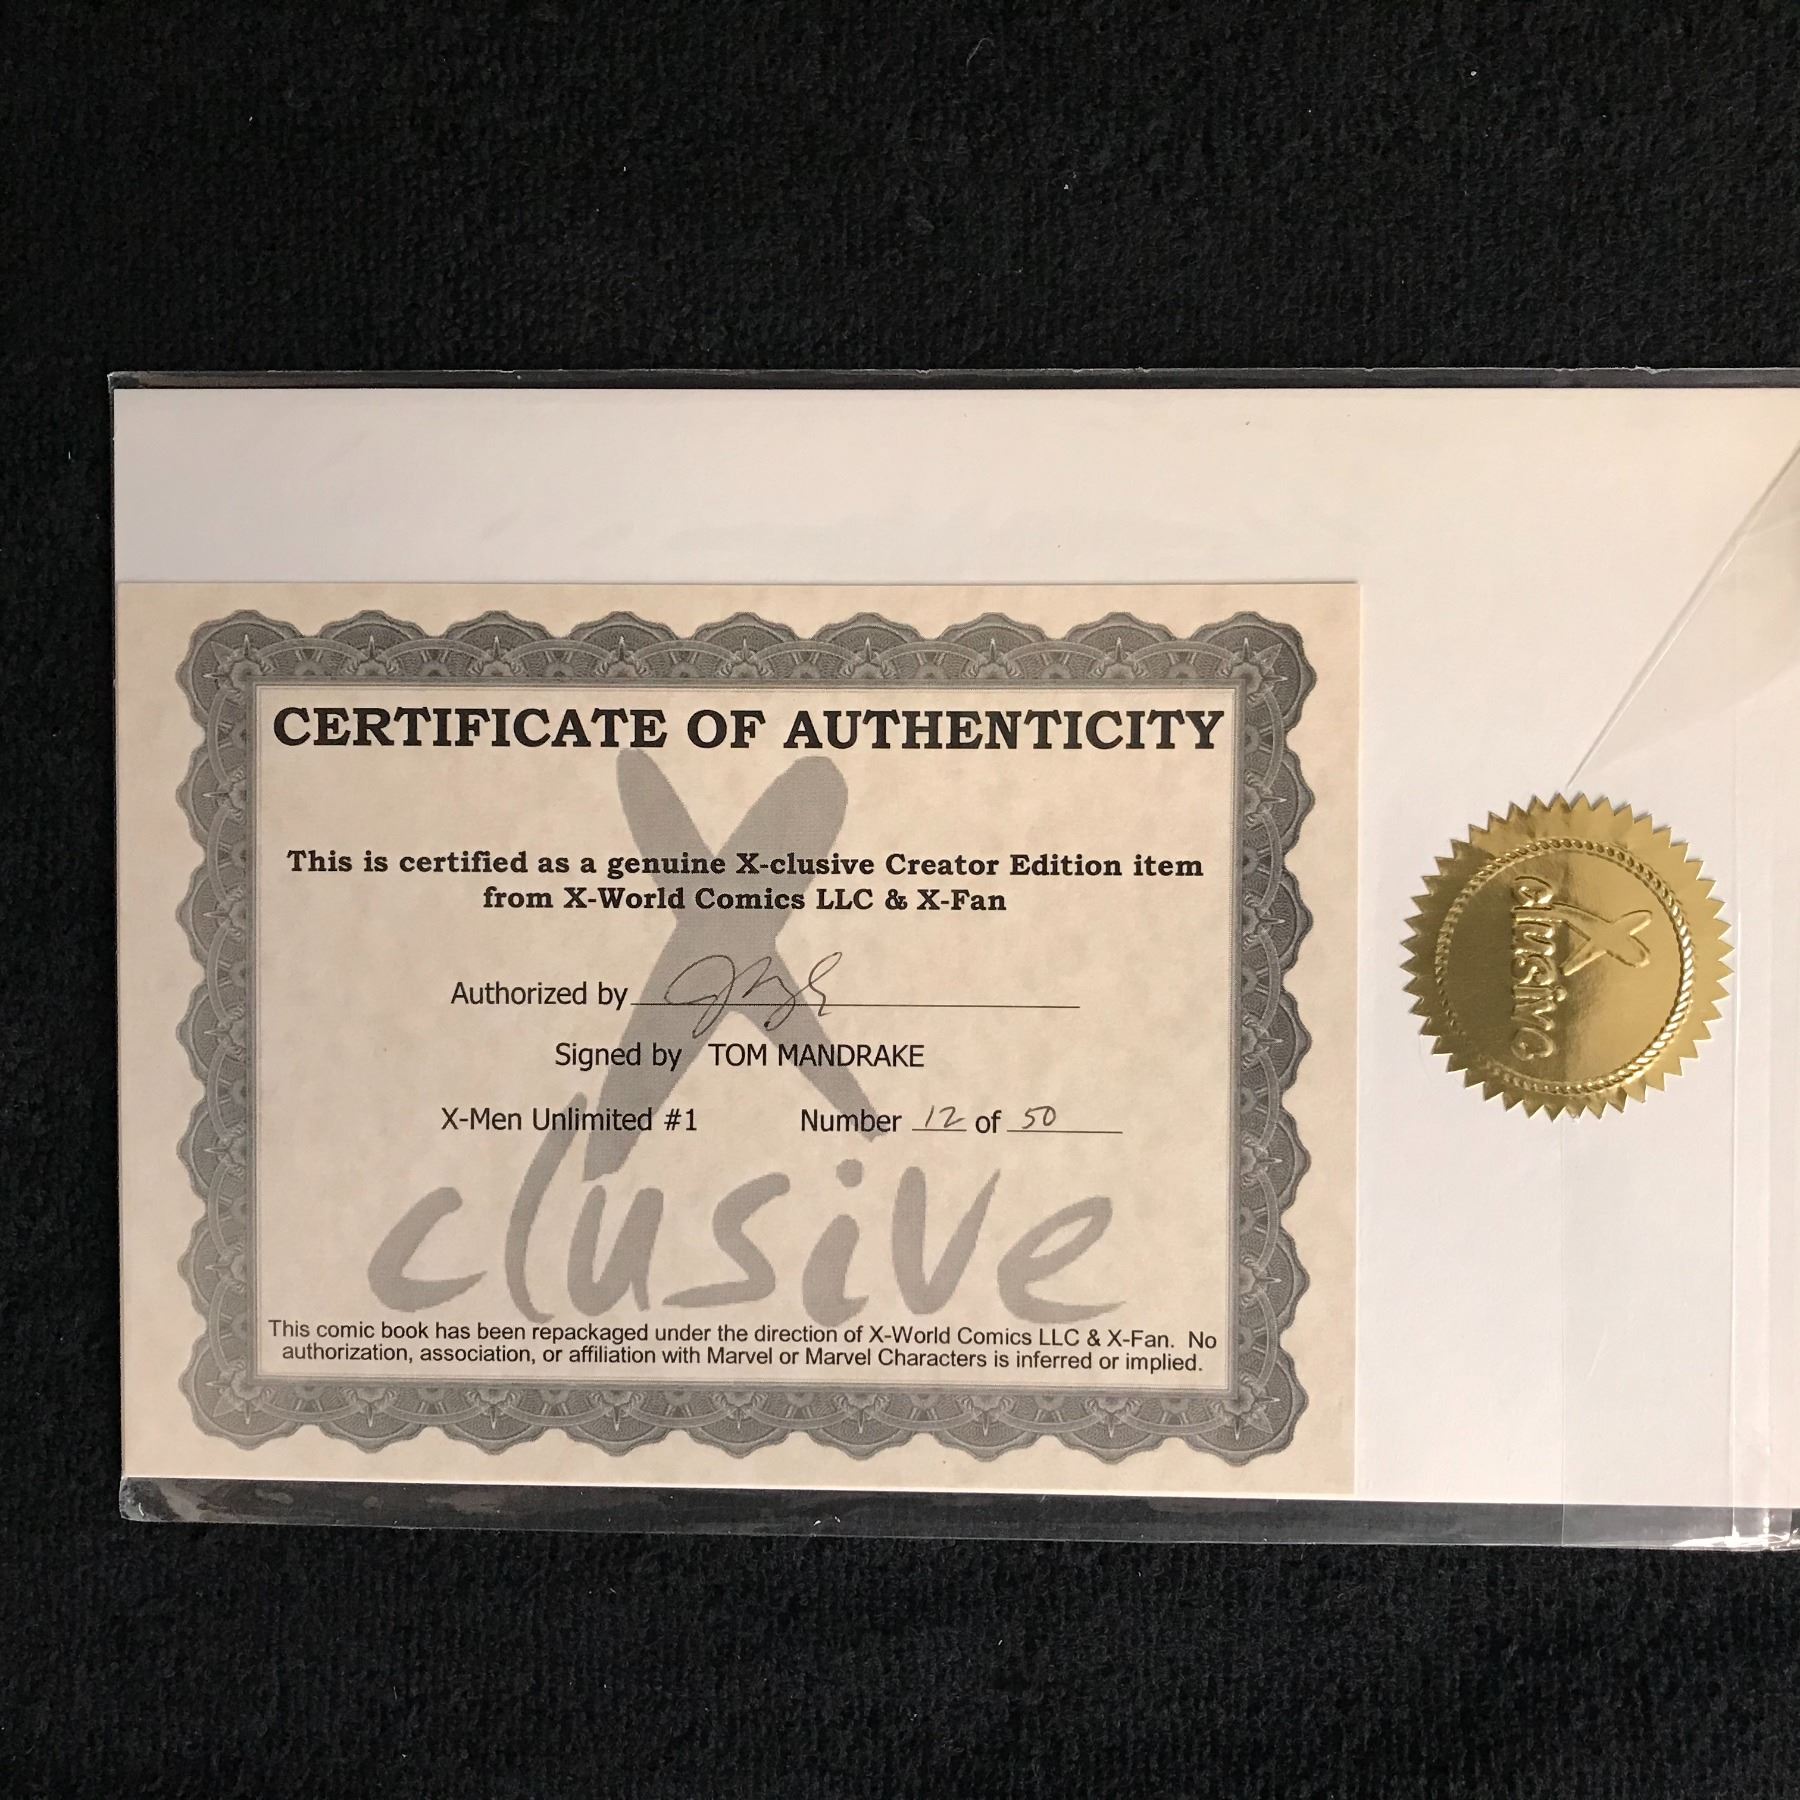 CERTIFICATE OF AUTHENTICITY
This is certified as a genuine X-clusive Creator Edition item
from X-World Comics LLC & X-Fan
Authorized by
Signed by TOM MANDRAKE
X-Men Unlimited #1 Number 12 of 50
X
clusive
This comic book has been repackaged under the direction of X-World Comics LLC & X-Fan. No
authorization, association, or affiliation with Marvel or Marvel Characters is inferred or implied.
X
clusive